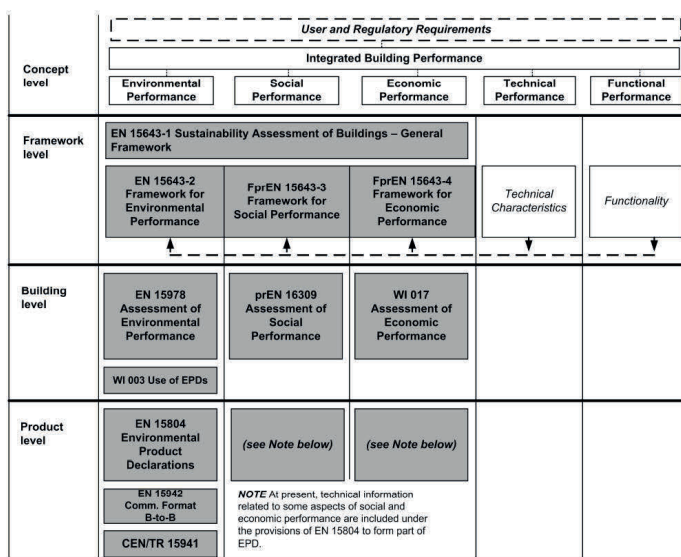 User and Regulatory Requirements
Integrated Building Performance
Concept
level
Environmental
Performance
Social
Performance
Economic
Performance
Technical
Performance
Functional
Performance
Framework
level
EN 15643-1 Sustainability Assessment of Buildings – General
Framework
EN 15643-2
Framework for
Environmental
Performance
FprEN 15643-3
Framework for
Social Performance
FprEN 15643-4
Framework for
Economic
Performance
Technical
Characteristics
Functionality
Building
level
EN 15978
Assessment of
Environmental
Performance
prEN 16309
Assessment of
Social
Performance
WI 017
Assessment of
Economic
Performance
WI 003 Use of EPDs
Product
level
EN 15804
Environmental
Product
Declarations
(see Note below)
(see Note below)
EN 15942
Comm. Format
B-to-B
CEN/TR 15941
NOTE At present, technical information
related to some aspects of social and
economic performance are included under
the provisions of EN 15804 to form part of
EPD.